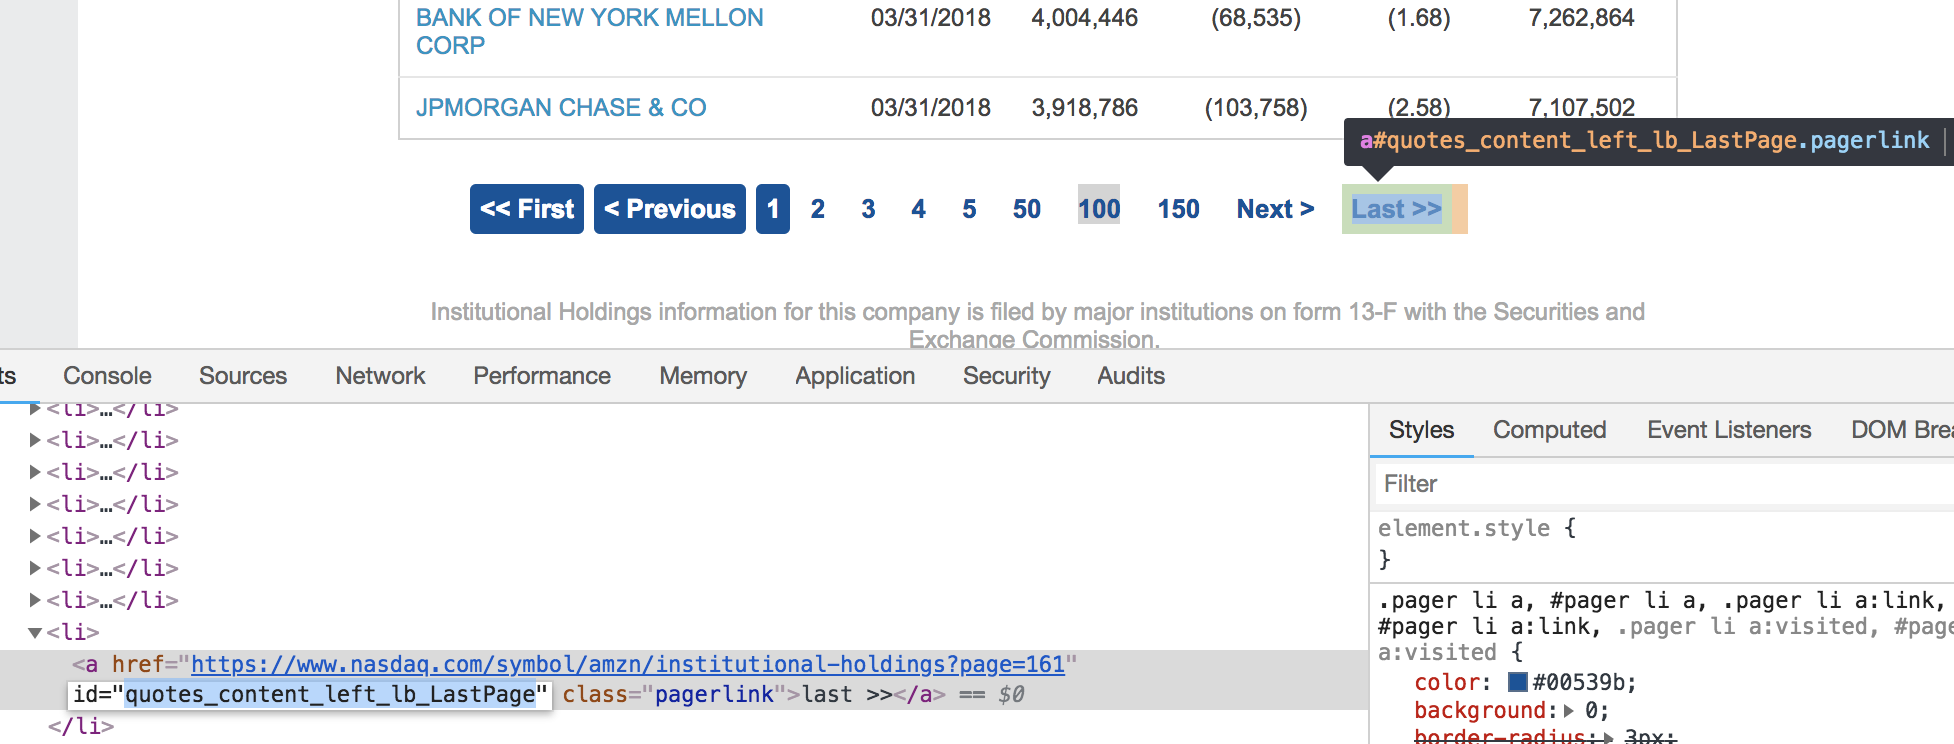 BANK OF NEW YORK MELLON 03/31/2018 4,004,446 (68,535) (1.68) 7,262,864
CORP
JPMORGAN CHASE & CO 03/31/2018 3,918,786 (103,758) (2.58) 7,107,502
a#quotes_content_left_lb_LastPage.pagerlink
<< First < Previous 1 2 3 4 5 50 100 150 Next > Last >>
Institutional Holdings information for this company is filed by major institutions on form 13-F with the Securities and
Exchange Commission.
ts Console Sources Network Performance Memory Application Security Audits
<li>…</li>
<li>…</li>
<li>…</li>
<li>…</li>
<li>…</li>
<li>…</li>
<li>…</li>
<li>
<a href="https://www.nasdaq.com/symbol/amzn/institutional-holdings?page=161"
id="quotes_content_left_lb_LastPage" class="pagerlink">last >></a> == $0
</li>
Styles Computed Event Listeners DOM Brea
Filter
element.style {
}
.pager li a, #pager li a, .pager li a:link,
#pager li a:link, .pager li a:visited, #page
a:visited {
color: #00539b;
background: 0;
border-radius: 3px;